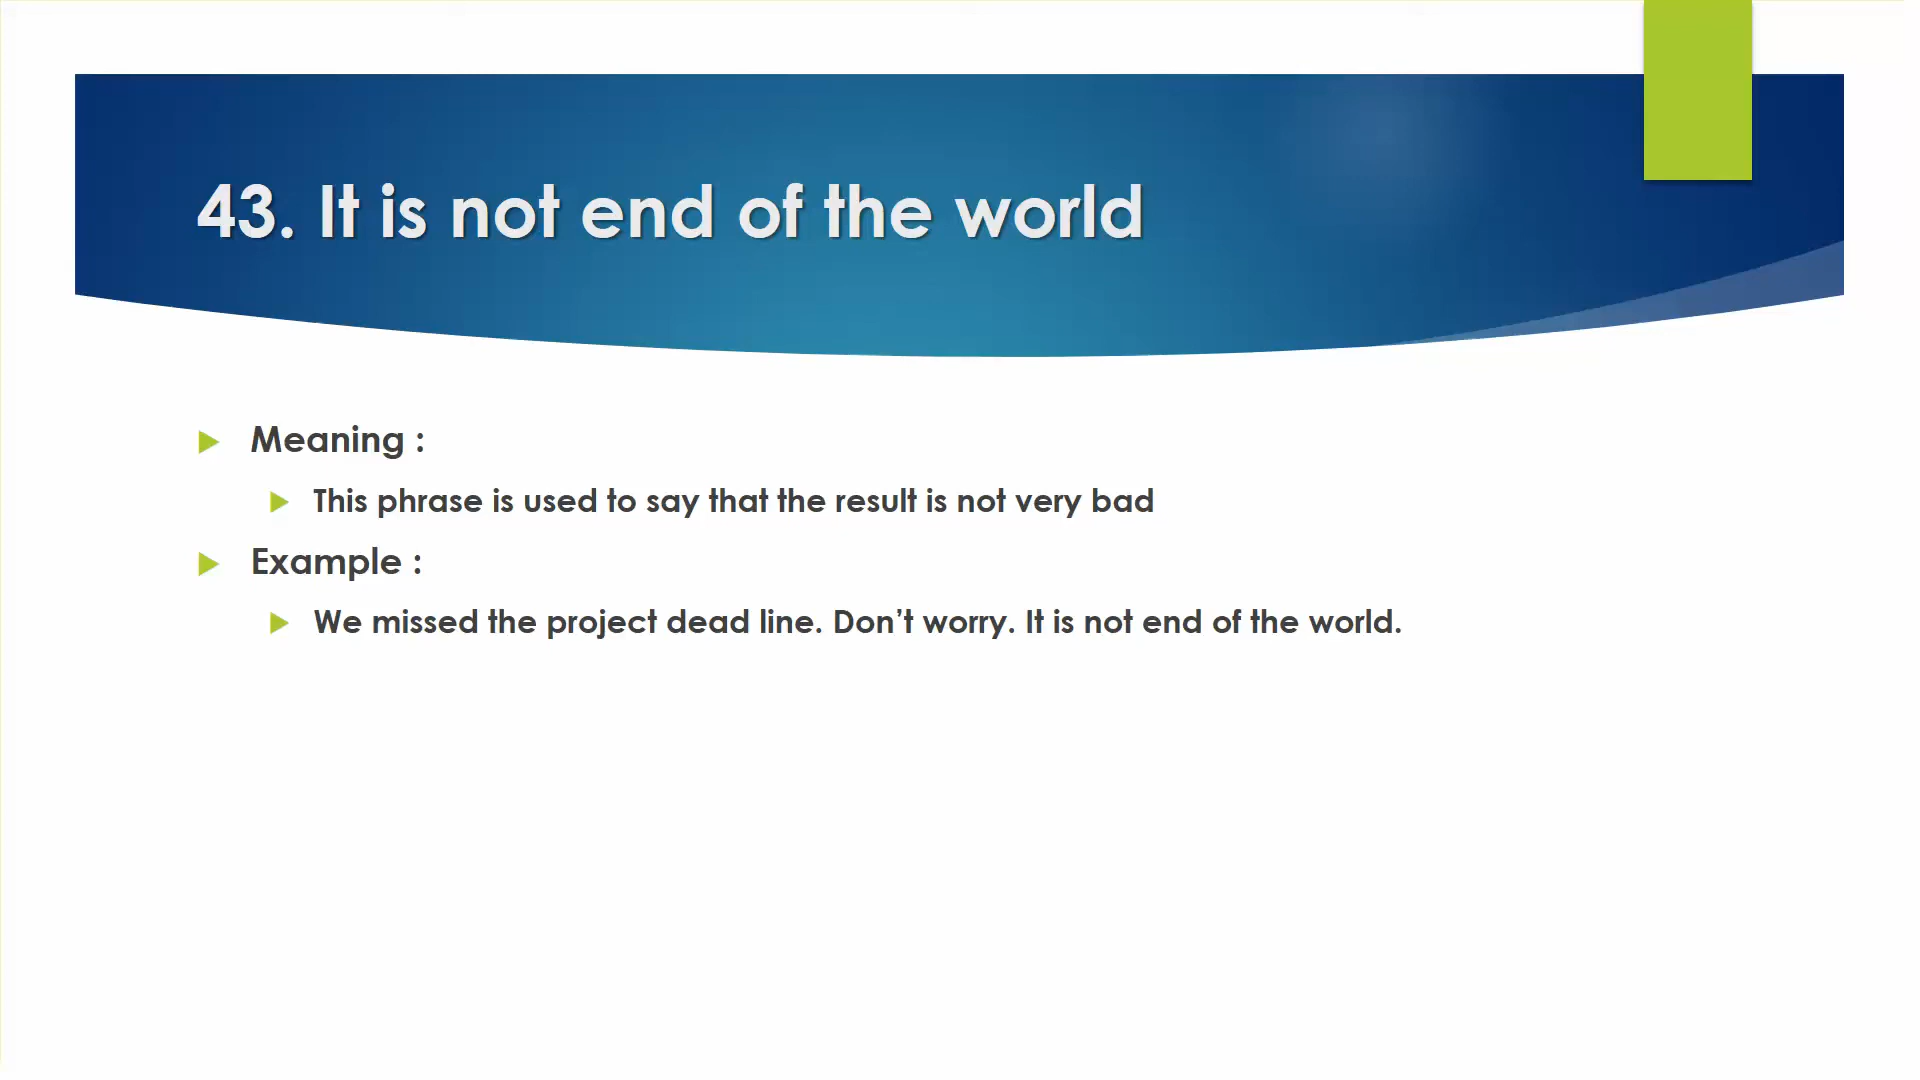 43. It is not end of the world
Meaning :
This phrase is used to say that the result is not very bad
Example :
We missed the project dead line. Don’t worry. It is not end of the world.